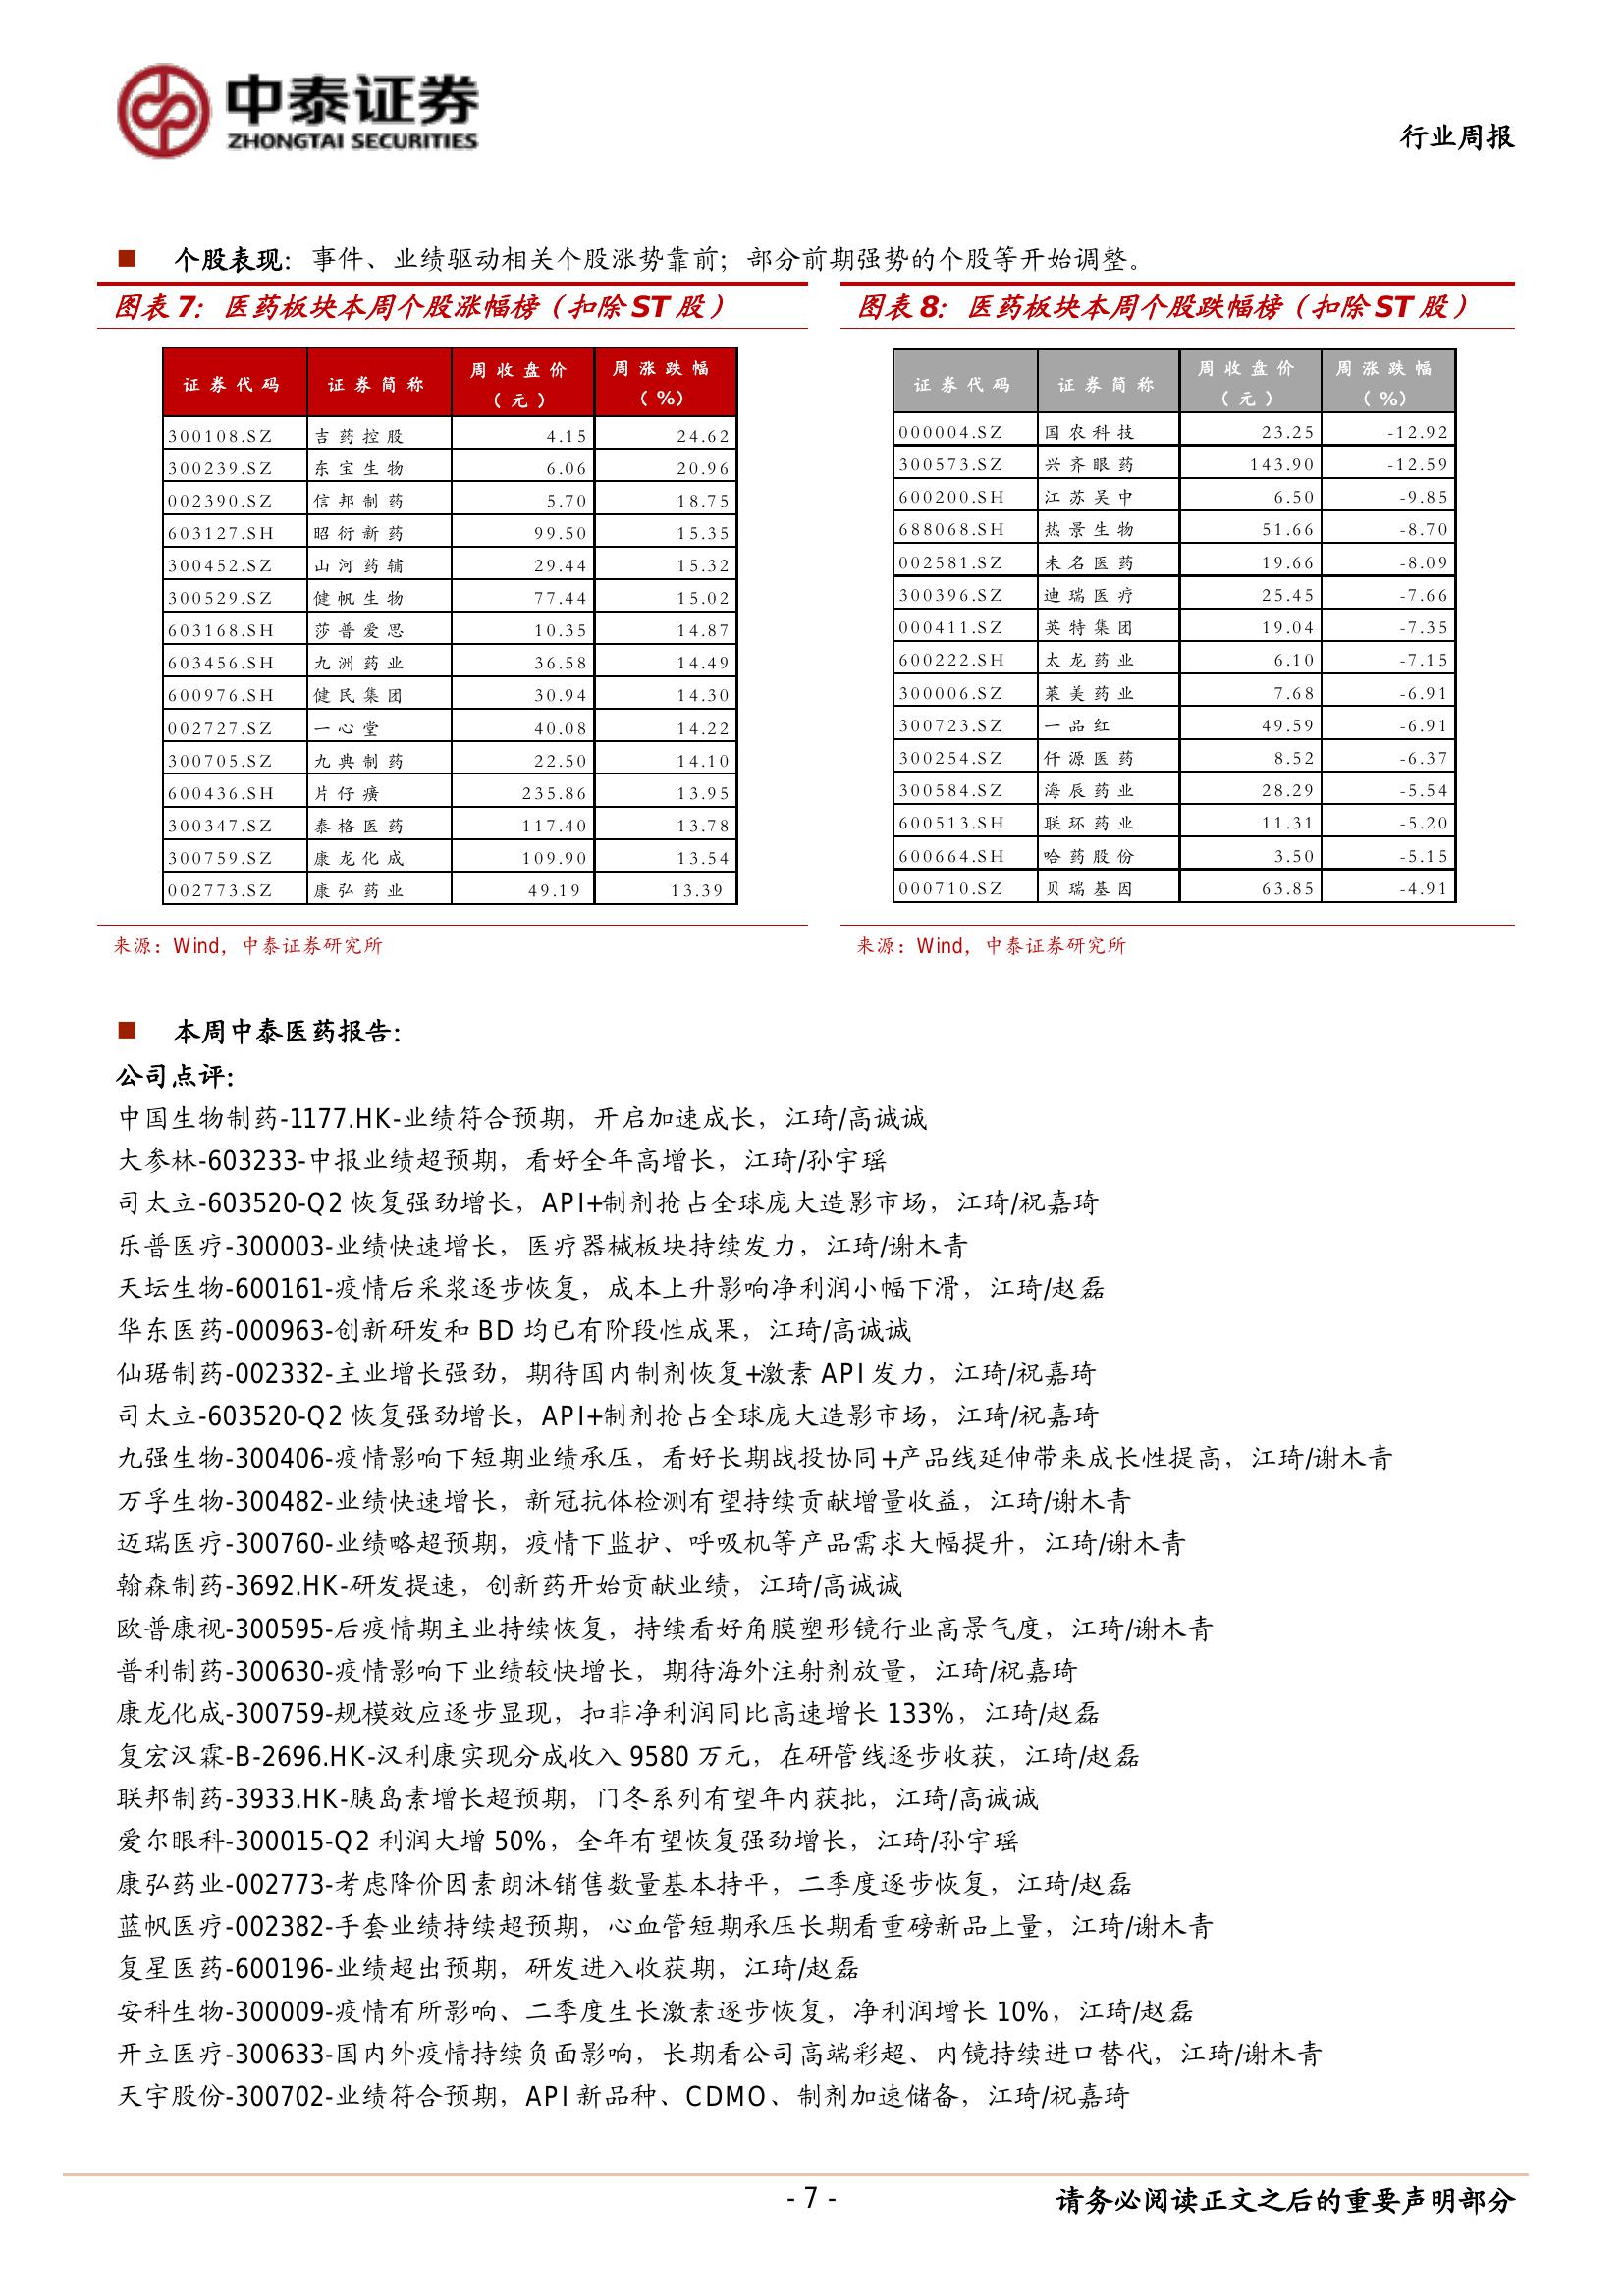 中泰证券
ZHONGTAI SECURITIES
行业周报
■ 个股表现：事件、业绩驱动相关个股涨势靠前；部分前期强势的个股等开始调整。
图表 7：医药板块本周个股涨幅榜（扣除 ST 股）
证券代码 证券简称 周收盘价（元） 周涨跌幅（%）
300108.SZ 吉药控股 4.15 24.62
300239.SZ 东宝生物 6.06 20.96
002390.SZ 信邦制药 5.70 18.75
603127.SH 昭衍新药 99.50 15.35
300452.SZ 山河药辅 29.44 15.32
300529.SZ 健帆生物 77.44 15.02
603168.SH 莎普爱思 10.35 14.87
603456.SH 九洲药业 36.58 14.49
600976.SH 健民集团 30.94 14.30
002727.SZ 一心堂 40.08 14.22
300705.SZ 九典制药 22.50 14.10
600436.SH 片仔癀 235.86 13.95
300347.SZ 泰格医药 117.40 13.78
300759.SZ 康龙化成 109.90 13.54
002773.SZ 康弘药业 49.19 13.39
来源：Wind，中泰证券研究所
图表 8：医药板块本周个股跌幅榜（扣除 ST 股）
证券代码 证券简称 周收盘价（元） 周涨跌幅（%）
000004.SZ 国农科技 23.25 -12.92
300573.SZ 兴齐眼药 143.90 -12.59
600200.SH 江苏吴中 6.50 -9.85
688068.SH 热景生物 51.66 -8.70
002581.SZ 未名医药 19.66 -8.09
300396.SZ 迪瑞医疗 25.45 -7.66
000411.SZ 英特集团 19.04 -7.35
600222.SH 太龙药业 6.10 -7.15
300006.SZ 莱美药业 7.68 -6.91
300723.SZ 一品红 49.59 -6.91
300254.SZ 仟源医药 8.52 -6.37
300584.SZ 海辰药业 28.29 -5.54
600513.SH 联环药业 11.31 -5.20
600664.SH 哈药股份 3.50 -5.15
000710.SZ 贝瑞基因 63.85 -4.91
来源：Wind，中泰证券研究所
■ 本周中泰医药报告：
公司点评：
中国生物制药-1177.HK-业绩符合预期，开启加速成长，江琦/高诚诚
大参林-603233-中报业绩超预期，看好全年高增长，江琦/孙宇瑶
司太立-603520-Q2 恢复强劲增长，API+制剂抢占全球庞大造影市场，江琦/祝嘉琦
乐普医疗-300003-业绩快速增长，医疗器械板块持续发力，江琦/谢木青
天坛生物-600161-疫情后采浆逐步恢复，成本上升影响净利润小幅下滑，江琦/赵磊
华东医药-000963-创新研发和 BD 均已有阶段性成果，江琦/高诚诚
仙琚制药-002332-主业增长强劲，期待国内制剂恢复+激素 API 发力，江琦/祝嘉琦
司太立-603520-Q2 恢复强劲增长，API+制剂抢占全球庞大造影市场，江琦/祝嘉琦
九强生物-300406-疫情影响下短期业绩承压，看好长期战投协同+产品线延伸带来成长性提高，江琦/谢木青
万孚生物-300482-业绩快速增长，新冠抗体检测有望持续贡献增量收益，江琦/谢木青
迈瑞医疗-300760-业绩略超预期，疫情下监护、呼吸机等产品需求大幅提升，江琦/谢木青
翰森制药-3692.HK-研发提速，创新药开始贡献业绩，江琦/高诚诚
欧普康视-300595-后疫情期主业持续恢复，持续看好角膜塑形镜行业高景气度，江琦/谢木青
普利制药-300630-疫情影响下业绩较快增长，期待海外注射剂放量，江琦/祝嘉琦
康龙化成-300759-规模效应逐步显现，扣非净利润同比高速增长 133%，江琦/赵磊
复宏汉霖-B-2696.HK-汉利康实现分成收入 9580 万元，在研管线逐步收获，江琦/赵磊
联邦制药-3933.HK-胰岛素增长超预期，门冬系列有望年内获批，江琦/高诚诚
爱尔眼科-300015-Q2 利润大增 50%，全年有望恢复强劲增长，江琦/孙宇瑶
康弘药业-002773-考虑降价因素朗沐销售数量基本持平，二季度逐步恢复，江琦/赵磊
蓝帆医疗-002382-手套业绩持续超预期，心血管短期承压长期看重磅新品上量，江琦/谢木青
复星医药-600196-业绩超出预期，研发进入收获期，江琦/赵磊
安科生物-300009-疫情有所影响、二季度生长激素逐步恢复，净利润增长 10%，江琦/赵磊
开立医疗-300633-国内外疫情持续负面影响，长期看公司高端彩超、内镜持续进口替代，江琦/谢木青
天宇股份-300702-业绩符合预期，API 新品种、CDMO、制剂加速储备，江琦/祝嘉琦
- 7 -
请务必阅读正文之后的重要声明部分